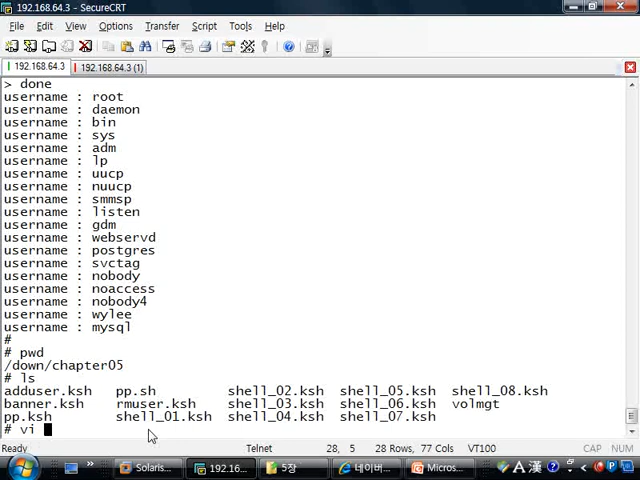 192.168.64.3 - SecureCRT
File Edit View Options Transfer Script Tools Help
192.168.64.3 192.168.64.3 (1)
> done
username : root
username : daemon
username : bin
username : sys
username : adm
username : lp
username : uucp
username : nuucp
username : smmsp
username : listen
username : gdm
username : webservd
username : postgres
username : svctag
username : nobody
username : noaccess
username : nobody4
username : wylee
username : mysql
#
# pwd
/down/chapter05
# ls
adduser.ksh pp.sh shell_02.ksh shell_05.ksh shell_08.ksh
banner.ksh rmuser.ksh shell_03.ksh shell_06.ksh volmgt
pp.ksh shell_01.ksh shell_04.ksh shell_07.ksh
# vi
Ready Telnet 28, 5 28 Rows, 77 Cols VT100 CAP NUM
Solaris... 192.16... 5장 네이버... Micros... A 漢